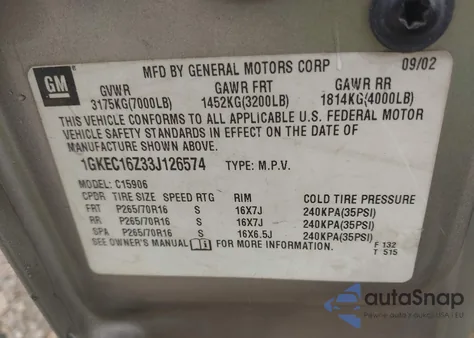 GM
MFD BY GENERAL MOTORS CORP 09/02
GVWR GAWR FRT GAWR RR
3175KG(7000LB) 1452KG(3200LB) 1814KG(4000LB)
THIS VEHICLE CONFORMS TO ALL APPLICABLE U.S. FEDERAL MOTOR
VEHICLE SAFETY STANDARDS IN EFFECT ON THE DATE OF
MANUFACTURE SHOWN ABOVE.
1GKEC16Z33J126574 TYPE: M.P.V.
MODEL: C15906
CPDR TIRE SIZE SPEED RTG RIM COLD TIRE PRESSURE
FRT P265/70R16 S 16X7J 240KPA(35PSI)
RR P265/70R16 S 16X7J 240KPA(35PSI)
SPA P265/70R16 S 16X6.5J 240KPA(35PSI)
SEE OWNER'S MANUAL FOR MORE INFORMATION. F 132
T S15
autoSnap